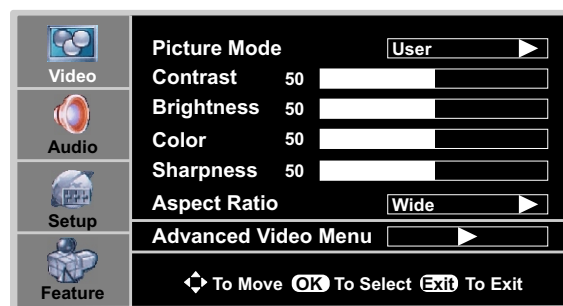 Video
Audio
Setup
Feature
Picture Mode User
Contrast 50
Brightness 50
Color 50
Sharpness 50
Aspect Ratio Wide
Advanced Video Menu
To Move OK To Select Exit To Exit